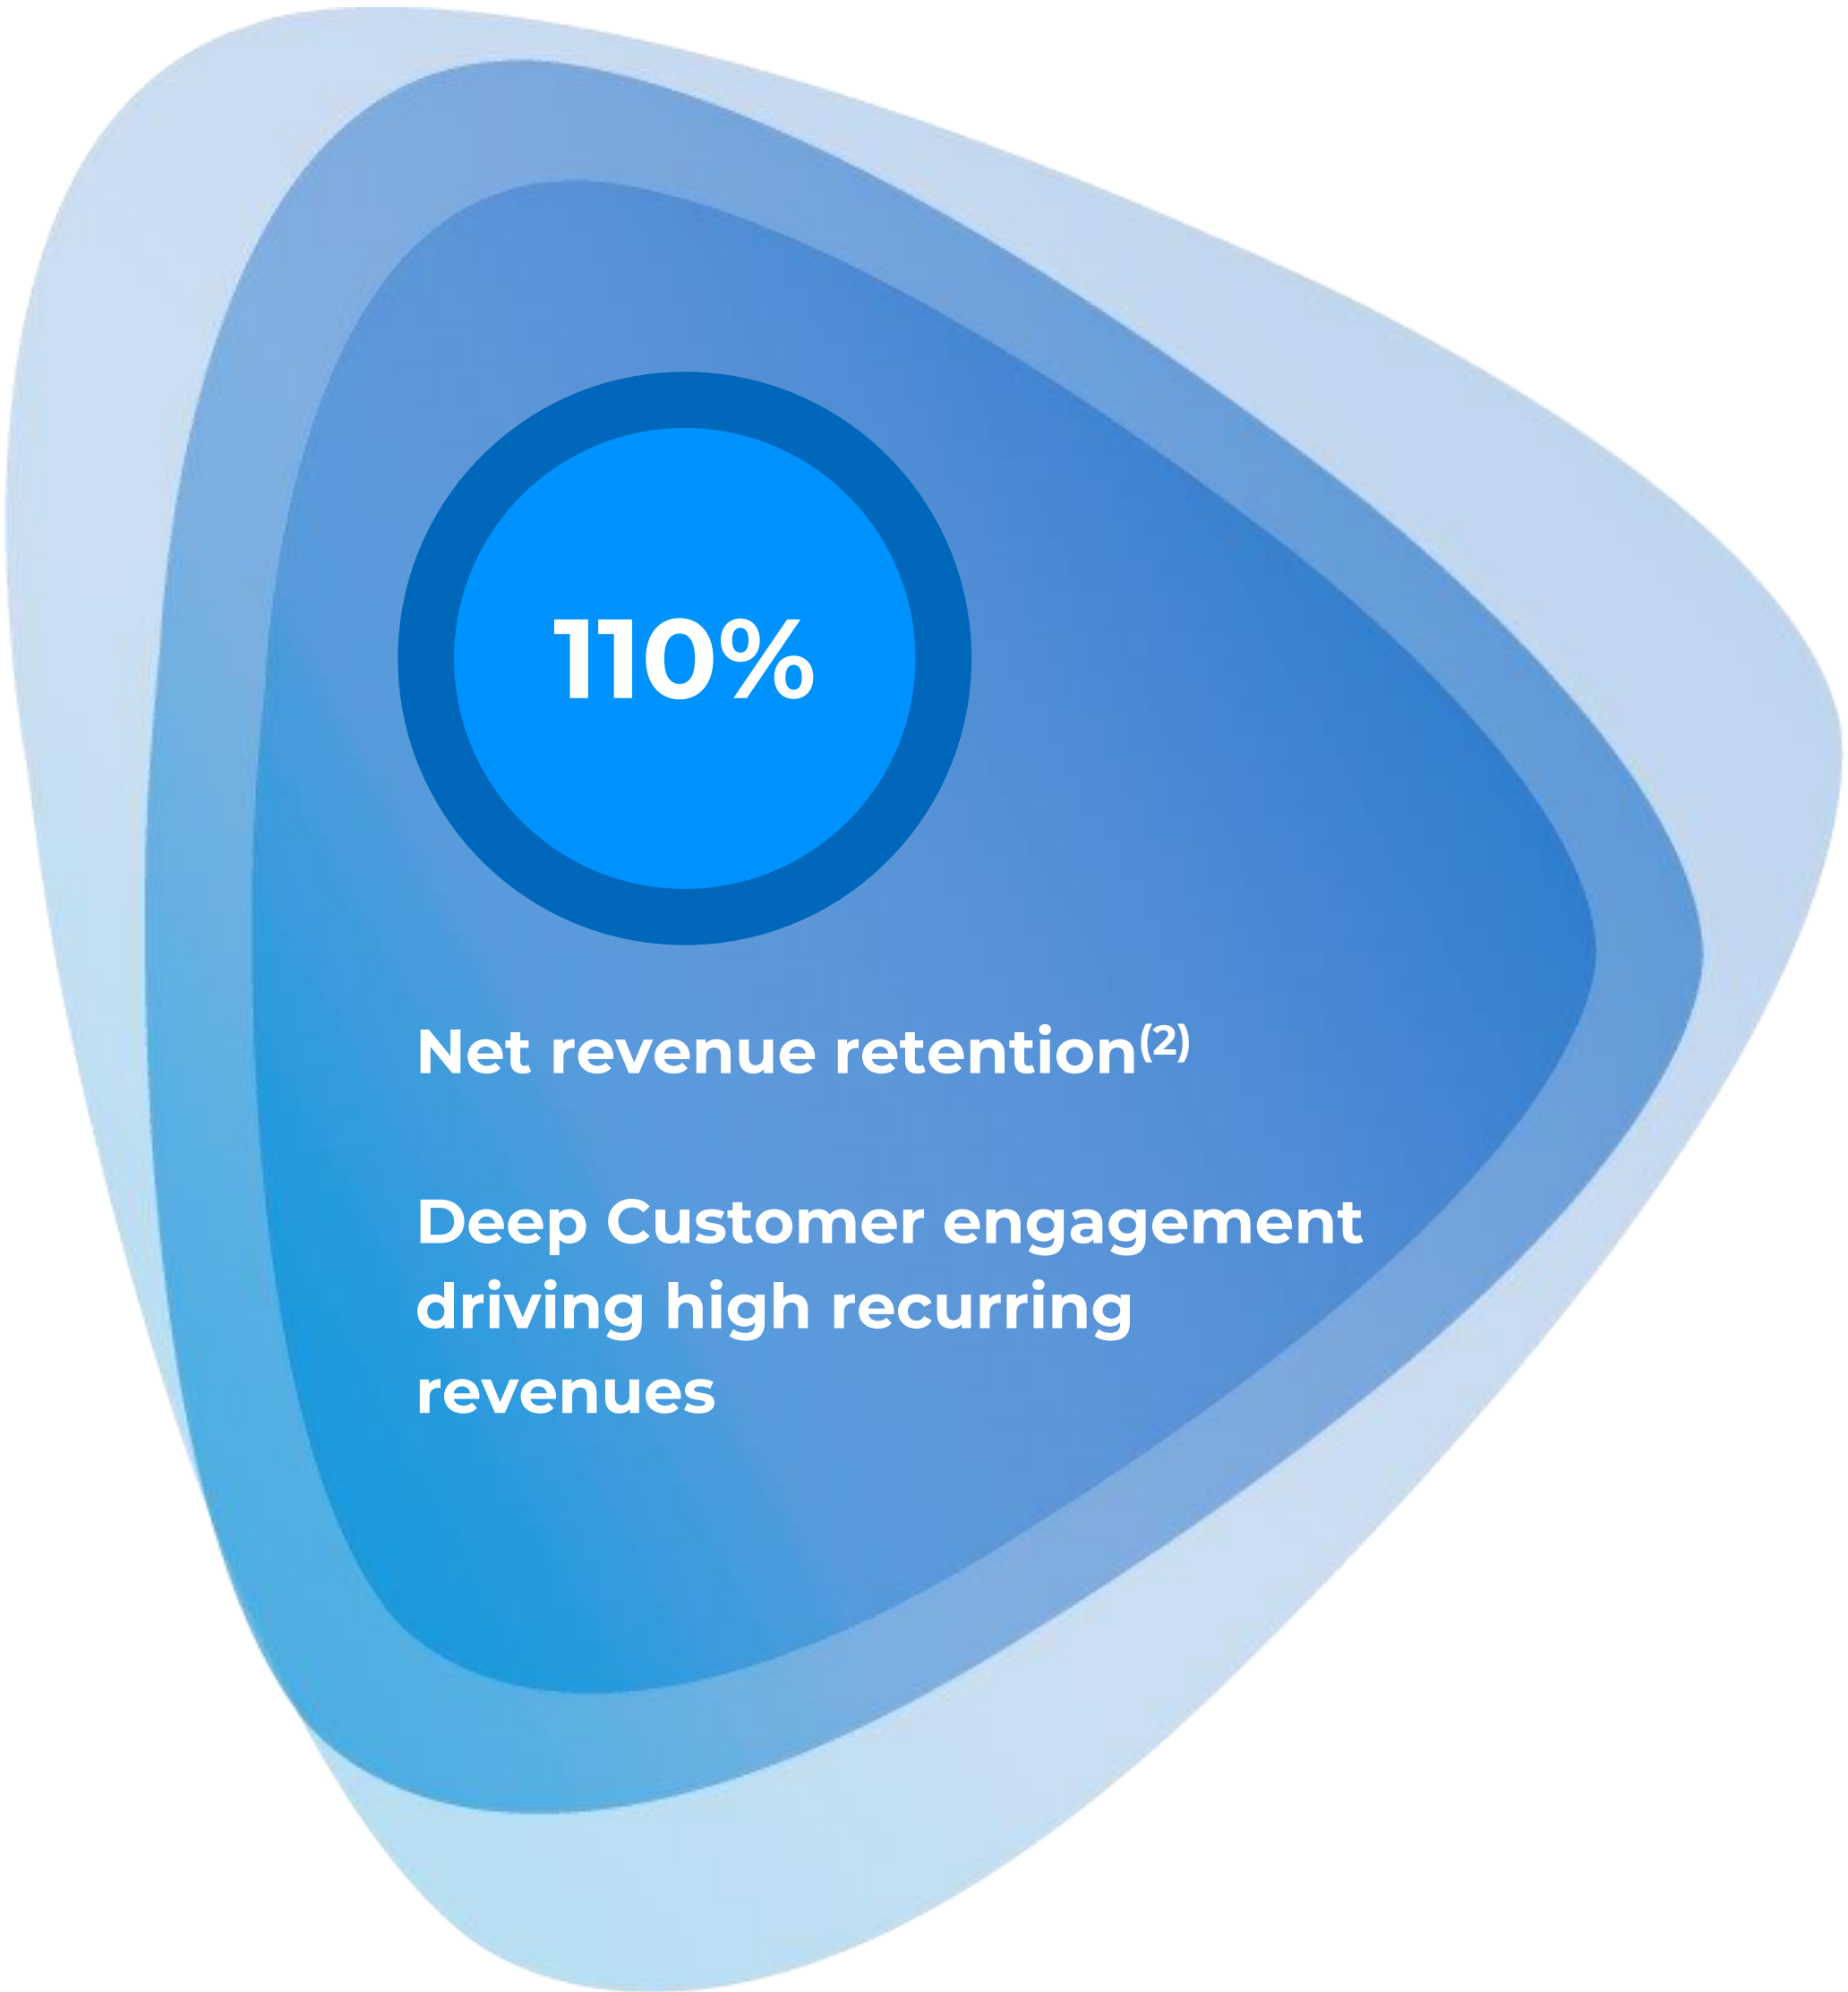 110%
Net revenue retention(2)
Deep Customer engagement
driving high recurring
revenues